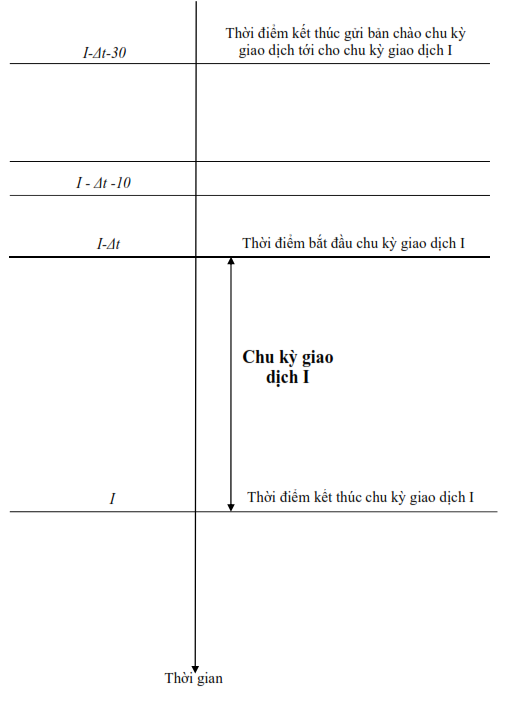 Thời điểm kết thúc gửi bản chào chu kỳ
I-Δt-30 giao dịch tới cho chu kỳ giao dịch I
I - Δt -10
I-Δt Thời điểm bắt đầu chu kỳ giao dịch I
Chu kỳ giao
dịch I
I Thời điểm kết thúc chu kỳ giao dịch I
Thời gian